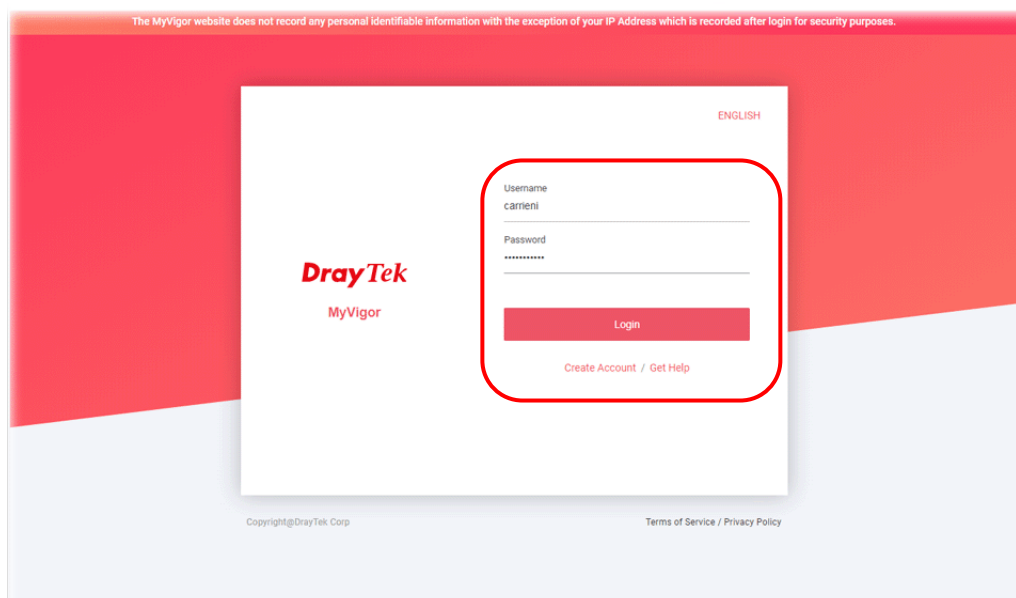 The MyVigor website does not record any personal identifiable information with the exception of your IP Address which is recorded after login for security purposes.
ENGLISH
Username
carrieni
Password
•••••••••••
DrayTek
MyVigor
Login
Create Account / Get Help
Copyright@DrayTek Corp
Terms of Service / Privacy Policy